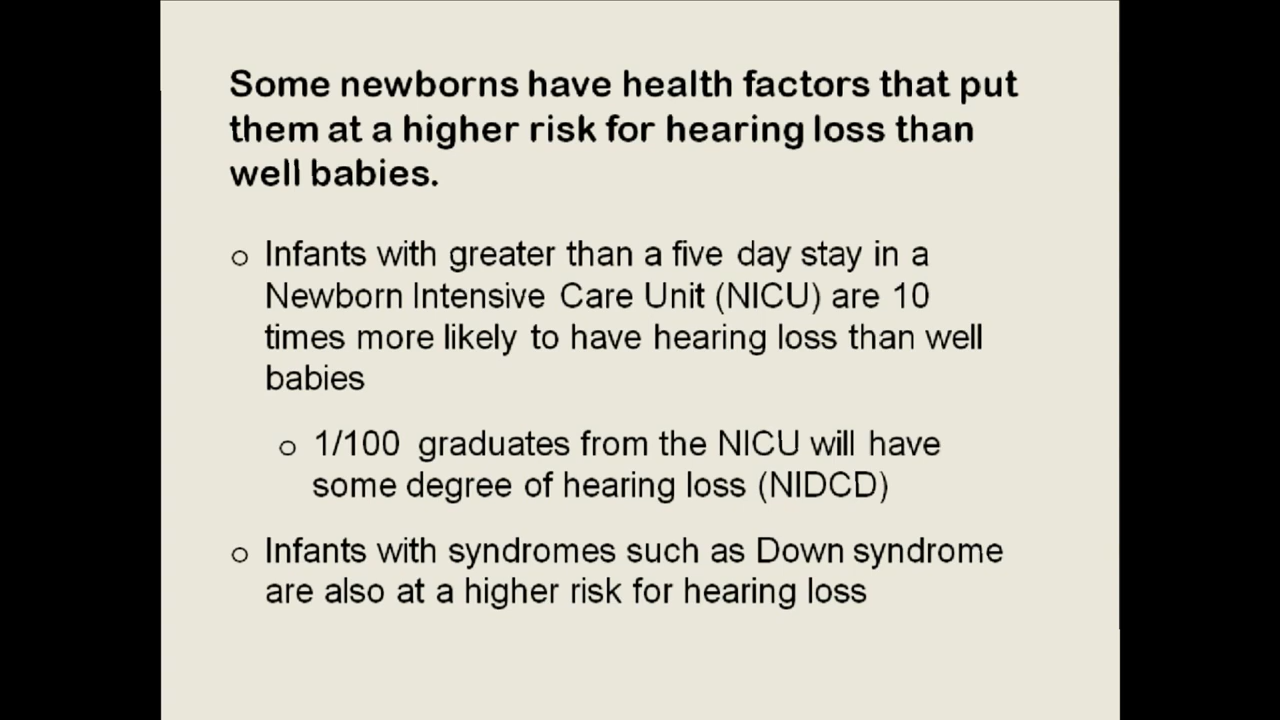 Some newborns have health factors that put
them at a higher risk for hearing loss than
well babies.
o Infants with greater than a five day stay in a
Newborn Intensive Care Unit (NICU) are 10
times more likely to have hearing loss than well
babies
o 1/100 graduates from the NICU will have
some degree of hearing loss (NIDCD)
o Infants with syndromes such as Down syndrome
are also at a higher risk for hearing loss